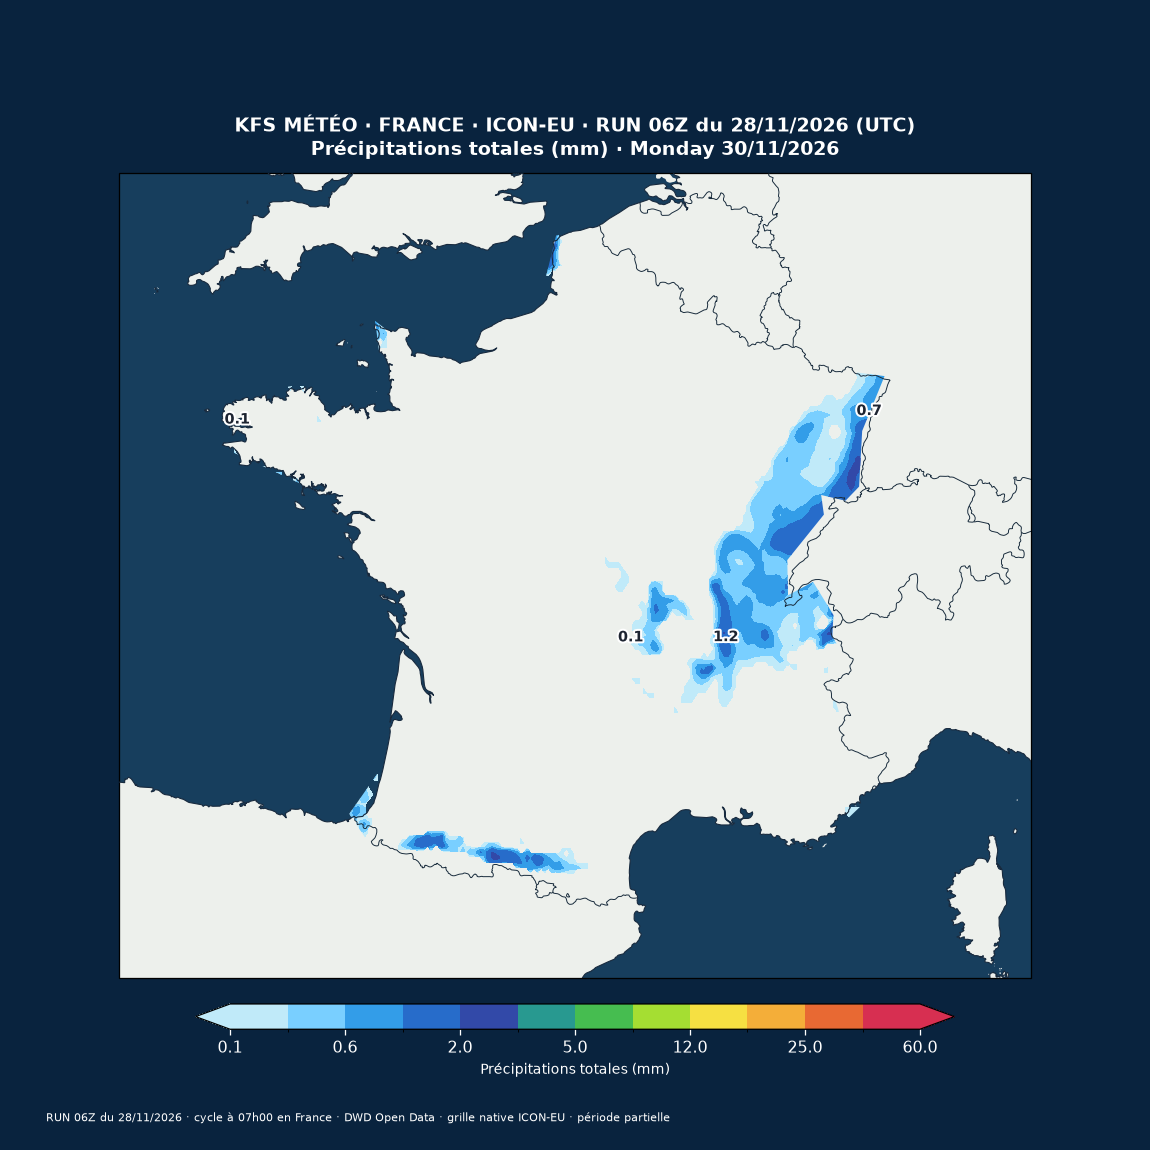 KFS MÉTÉO · FRANCE · ICON-EU · RUN 06Z du 28/11/2026 (UTC)
Précipitations totales (mm) · Monday 30/11/2026
0.7
0.1
0.1
1.2
0.1 0.6 2.0 5.0 12.0 25.0 60.0
Précipitations totales (mm)
RUN 06Z du 28/11/2026 · cycle à 07h00 en France · DWD Open Data · grille native ICON-EU · période partielle